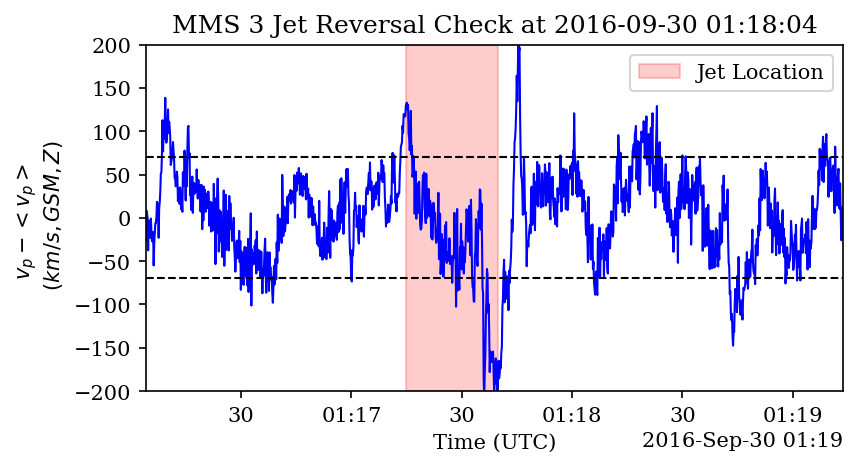 MMS 3 Jet Reversal Check at 2016-09-30 01:18:04
Jet Location
200
150
100
50
0
−50
−100
−150
−200
v_p − < v_p >
(km/s, GSM, Z)
30
01:17
30
01:18
30
01:19
Time (UTC)
2016-Sep-30 01:19